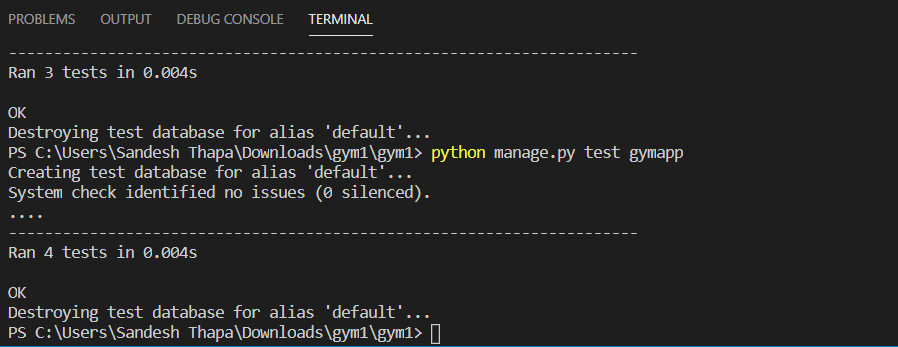 PROBLEMS OUTPUT DEBUG CONSOLE TERMINAL
----------------------------------------------------------------------
Ran 3 tests in 0.004s
OK
Destroying test database for alias 'default'...
PS C:\Users\Sandesh Thapa\Downloads\gym1\gym1> python manage.py test gymapp
Creating test database for alias 'default'...
System check identified no issues (0 silenced).
....
----------------------------------------------------------------------
Ran 4 tests in 0.004s
OK
Destroying test database for alias 'default'...
PS C:\Users\Sandesh Thapa\Downloads\gym1\gym1>